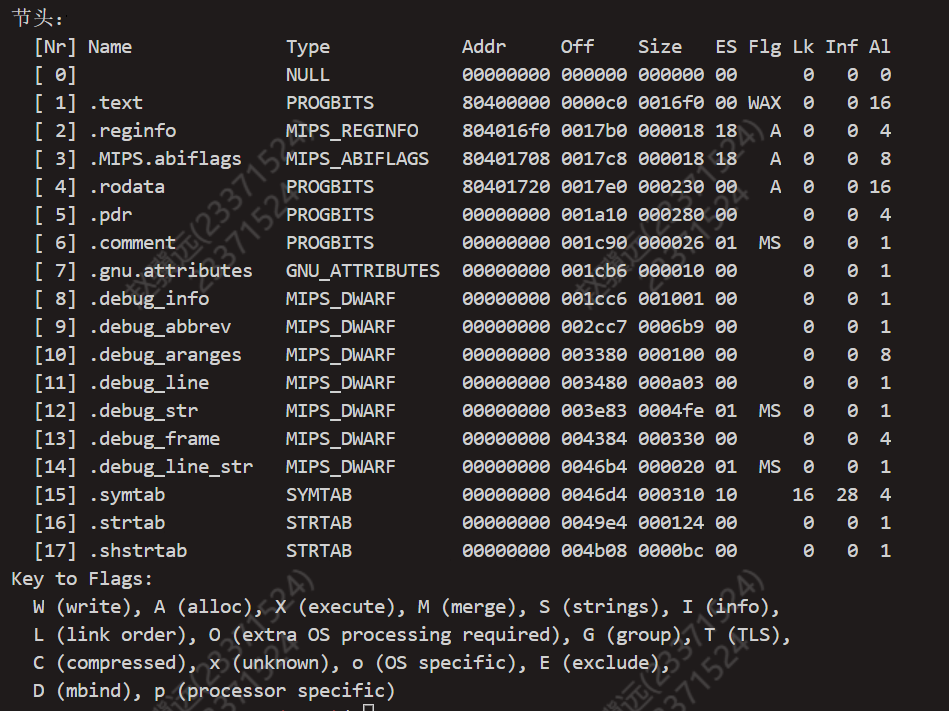 节头：
  [Nr] Name              Type            Addr     Off    Size   ES Flg Lk Inf Al
  [ 0]                   NULL            00000000 000000 000000 00      0   0  0
  [ 1] .text             PROGBITS        80400000 0000c0 0016f0 00 WAX  0   0 16
  [ 2] .reginfo          MIPS_REGINFO    804016f0 0017b0 000018 18   A  0   0  4
  [ 3] .MIPS.abiflags    MIPS_ABIFLAGS   80401708 0017c8 000018 18   A  0   0  8
  [ 4] .rodata           PROGBITS        80401720 0017e0 000230 00   A  0   0 16
  [ 5] .pdr              PROGBITS        00000000 001a10 000280 00      0   0  4
  [ 6] .comment          PROGBITS        00000000 001c90 000026 01  MS  0   0  1
  [ 7] .gnu.attributes   GNU_ATTRIBUTES  00000000 001cb6 000010 00      0   0  1
  [ 8] .debug_info       MIPS_DWARF      00000000 001cc6 001001 00      0   0  1
  [ 9] .debug_abbrev     MIPS_DWARF      00000000 002cc7 0006b9 00      0   0  1
  [10] .debug_aranges    MIPS_DWARF      00000000 003380 000100 00      0   0  8
  [11] .debug_line       MIPS_DWARF      00000000 003480 000a03 00      0   0  1
  [12] .debug_str        MIPS_DWARF      00000000 003e83 0004fe 01  MS  0   0  1
  [13] .debug_frame      MIPS_DWARF      00000000 004384 000330 00      0   0  4
  [14] .debug_line_str   MIPS_DWARF      00000000 0046b4 000020 01  MS  0   0  1
  [15] .symtab           SYMTAB          00000000 0046d4 000310 10     16  28  4
  [16] .strtab           STRTAB          00000000 0049e4 000124 00      0   0  1
  [17] .shstrtab         STRTAB          00000000 004b08 0000bc 00      0   0  1
Key to Flags:
  W (write), A (alloc), X (execute), M (merge), S (strings), I (info),
  L (link order), O (extra OS processing required), G (group), T (TLS),
  C (compressed), x (unknown), o (OS specific), E (exclude),
  D (mbind), p (processor specific)
(23371524)
23371524
(23371524)
23371524
(23371524)
23371524
(23371524)
23371524